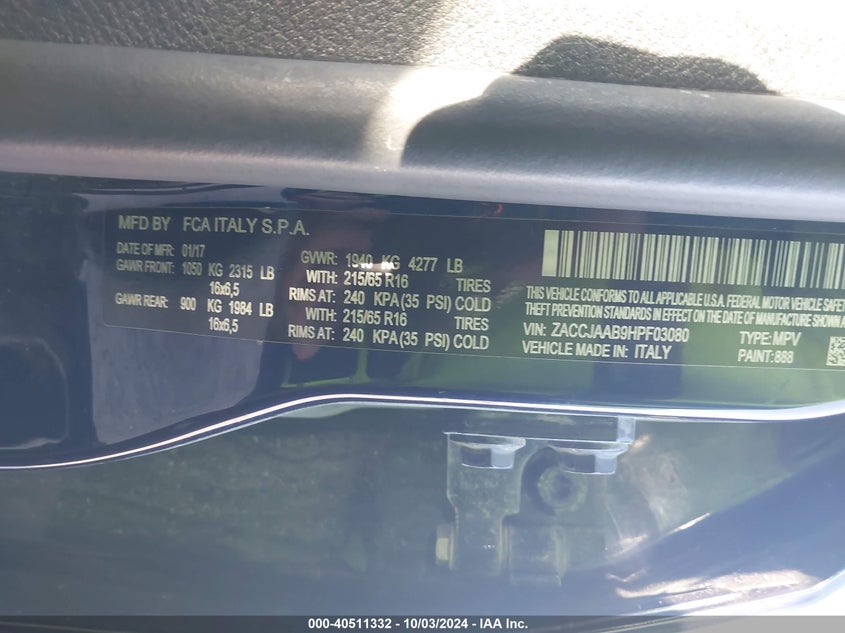 MFD BY FCA ITALY S.P.A.
DATE OF MFR: 01/17
GAWR FRONT: 1050 KG 2315 LB
16x6,5
GAWR REAR: 900 KG 1984 LB
16x6,5
GVWR: 1940 KG 4277 LB
WITH: 215/65 R16 TIRES
RIMS AT: 240 KPA (35 PSI) COLD
WITH: 215/65 R16 TIRES
RIMS AT: 240 KPA (35 PSI) COLD
THIS VEHICLE CONFORMS TO ALL APPLICABLE U.S.A. FEDERAL MOTOR VEHICLE SAFETY
THEFT PREVENTION STANDARDS IN EFFECT ON THE DATE OF MANUFACTURE SHOWN
VIN: ZACCJAAB9HPF03080 TYPE: MPV
VEHICLE MADE IN: ITALY PAINT: 888
000-40511332 - 10/03/2024 - IAA Inc.